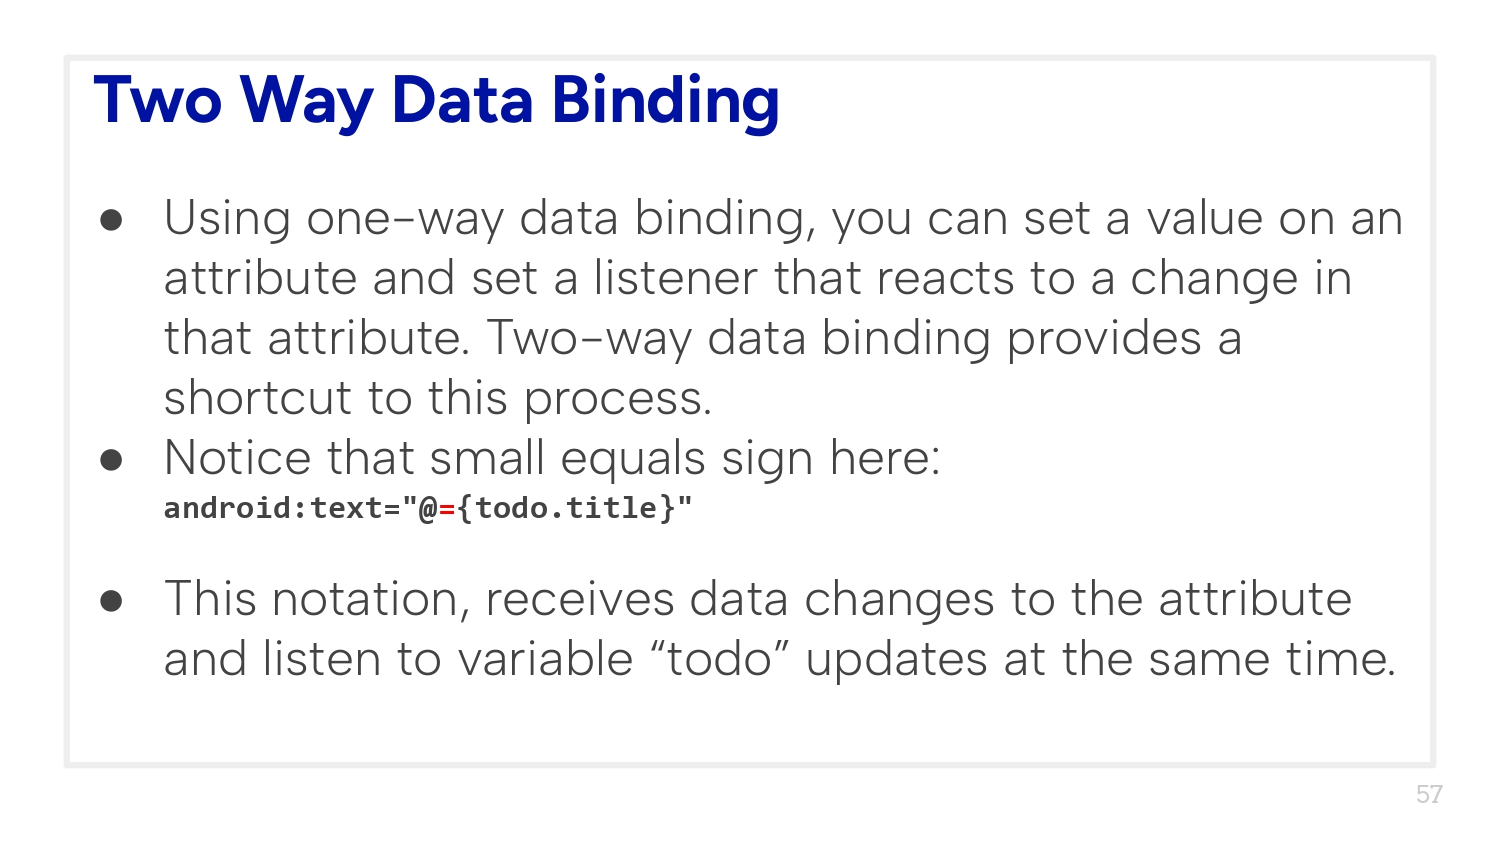 Two Way Data Binding
● Using one-way data binding, you can set a value on an
attribute and set a listener that reacts to a change in
that attribute. Two-way data binding provides a
shortcut to this process.
● Notice that small equals sign here:
android:text="@={todo.title}"
● This notation, receives data changes to the attribute
and listen to variable “todo” updates at the same time.
57